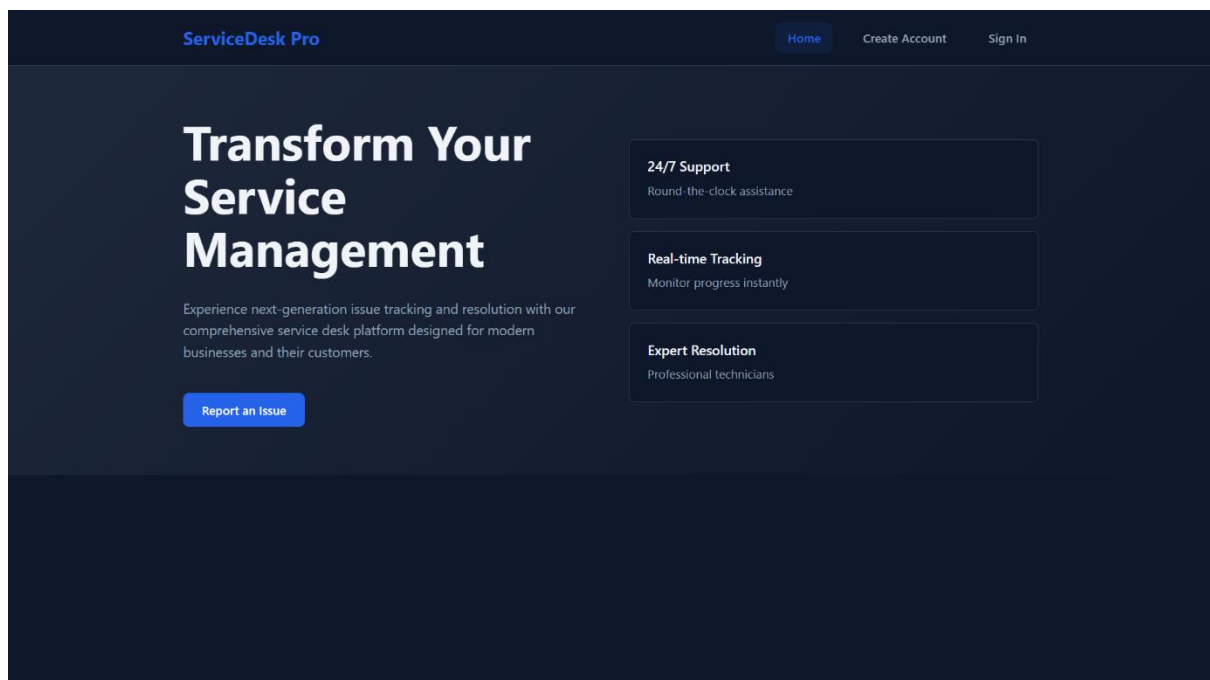 ServiceDesk Pro
Home
Create Account
Sign In
Transform Your
Service
Management
Experience next-generation issue tracking and resolution with our
comprehensive service desk platform designed for modern
businesses and their customers.
Report an Issue
24/7 Support
Round-the-clock assistance
Real-time Tracking
Monitor progress instantly
Expert Resolution
Professional technicians